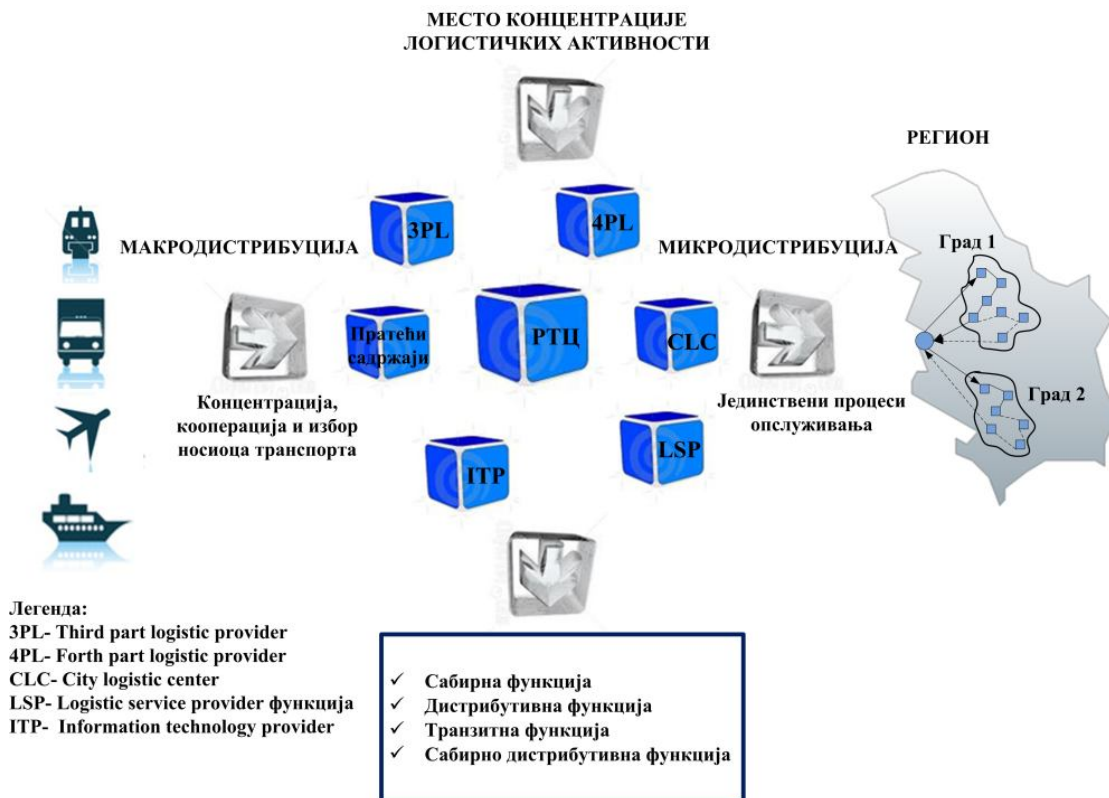 МЕСТО КОНЦЕНТРАЦИЈЕ
ЛОГИСТИЧКИХ АКТИВНОСТИ
РЕГИОН
3PL
4PL
МАКРОДИСТРИБУЦИЈА
МИКРОДИСТРИБУЦИЈА
Град 1
Пратећи
садржаји
РТЦ
CLC
Град 2
Концентрација,
кооперација и избор
носиоца транспорта
Јединствени процеси
опслуживања
ITP
LSP
Легенда:
3PL- Third part logistic provider
4PL- Forth part logistic provider
CLC- City logistic center
LSP- Logistic service provider функција
ITP- Information technology provider
✓ Сабирна функција
✓ Дистрибутивна функција
✓ Транзитна функција
✓ Сабирно дистрибутивна функција